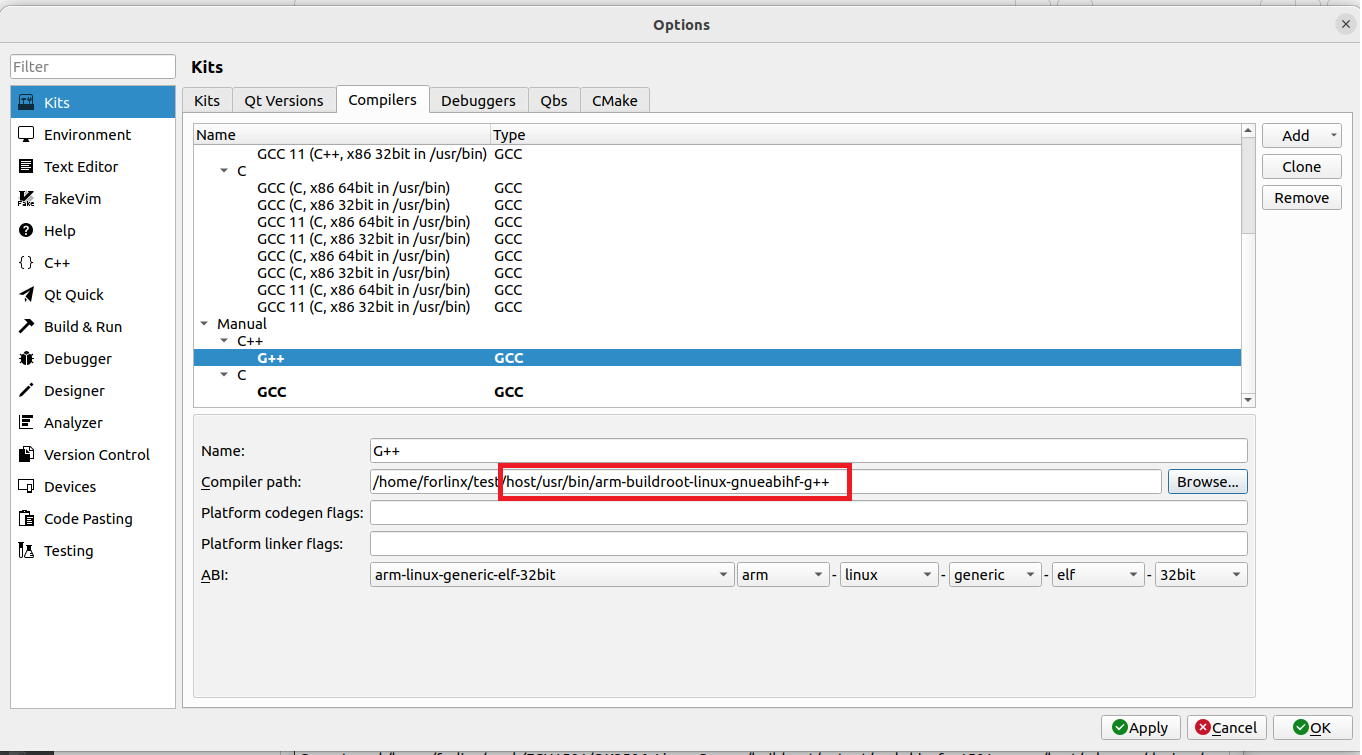 Options
Filter
Kits
Environment
Text Editor
FakeVim
Help
C++
Qt Quick
Build & Run
Debugger
Designer
Analyzer
Version Control
Devices
Code Pasting
Testing
Kits
Kits Qt Versions Compilers Debuggers Qbs CMake
Name Type
GCC 11 (C++, x86 32bit in /usr/bin) GCC
C
GCC (C, x86 64bit in /usr/bin) GCC
GCC (C, x86 32bit in /usr/bin) GCC
GCC 11 (C, x86 64bit in /usr/bin) GCC
GCC 11 (C, x86 32bit in /usr/bin) GCC
GCC (C, x86 64bit in /usr/bin) GCC
GCC (C, x86 32bit in /usr/bin) GCC
GCC 11 (C, x86 64bit in /usr/bin) GCC
GCC 11 (C, x86 32bit in /usr/bin) GCC
Manual
C++
G++ GCC
C
GCC GCC
Add
Clone
Remove
Name: G++
Compiler path: /home/forlinx/test/host/usr/bin/arm-buildroot-linux-gnueabihf-g++ Browse...
Platform codegen flags:
Platform linker flags:
ABI: arm-linux-generic-elf-32bit arm - linux - generic - elf - 32bit
Apply Cancel OK